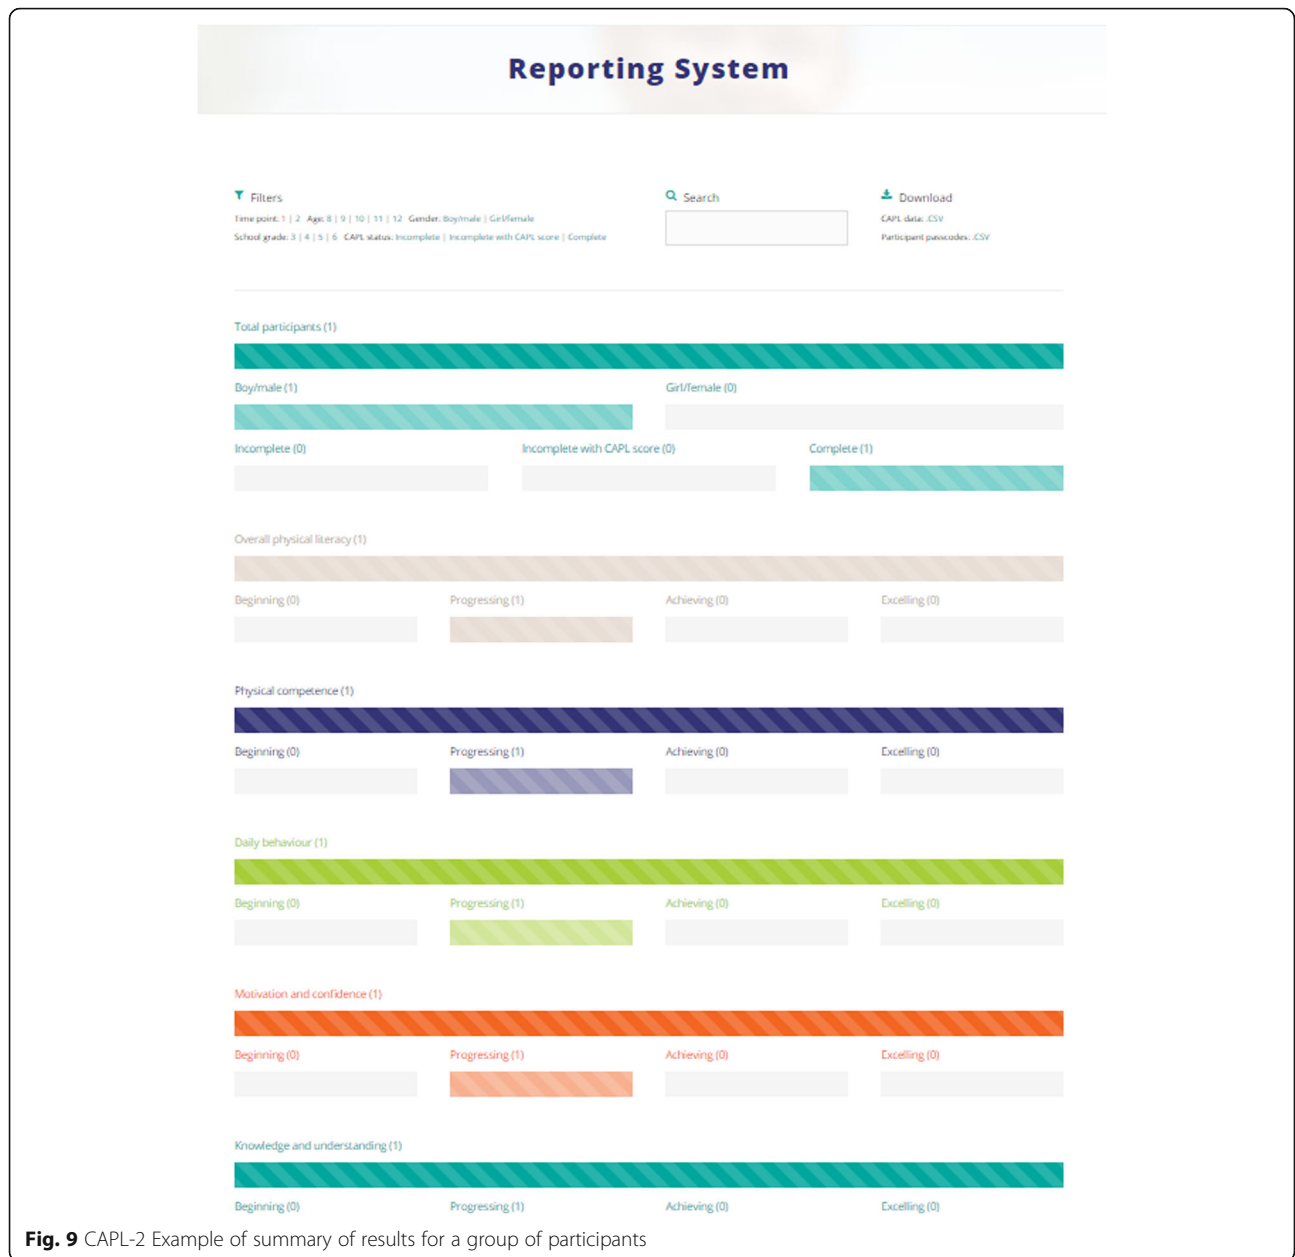 Reporting System
Filters
Search
Download
Time point: 1 | 2 Age: 8 | 9 | 10 | 11 | 12 Gender: Boy/male | Girl/female
CAPL data: .CSV
School grade: 3 | 4 | 5 | 6 CAPL status: Incomplete | Incomplete with CAPL score | Complete
Participant passcodes: .CSV
Total participants (1)
Boy/male (1) Girl/female (0)
Incomplete (0) Incomplete with CAPL score (0) Complete (1)
Overall physical literacy (1)
Beginning (0) Progressing (1) Achieving (0) Excelling (0)
Physical competence (1)
Beginning (0) Progressing (1) Achieving (0) Excelling (0)
Daily behaviour (1)
Beginning (0) Progressing (1) Achieving (0) Excelling (0)
Motivation and confidence (1)
Beginning (0) Progressing (1) Achieving (0) Excelling (0)
Knowledge and understanding (1)
Beginning (0) Progressing (1) Achieving (0) Excelling (0)
Fig. 9 CAPL-2 Example of summary of results for a group of participants